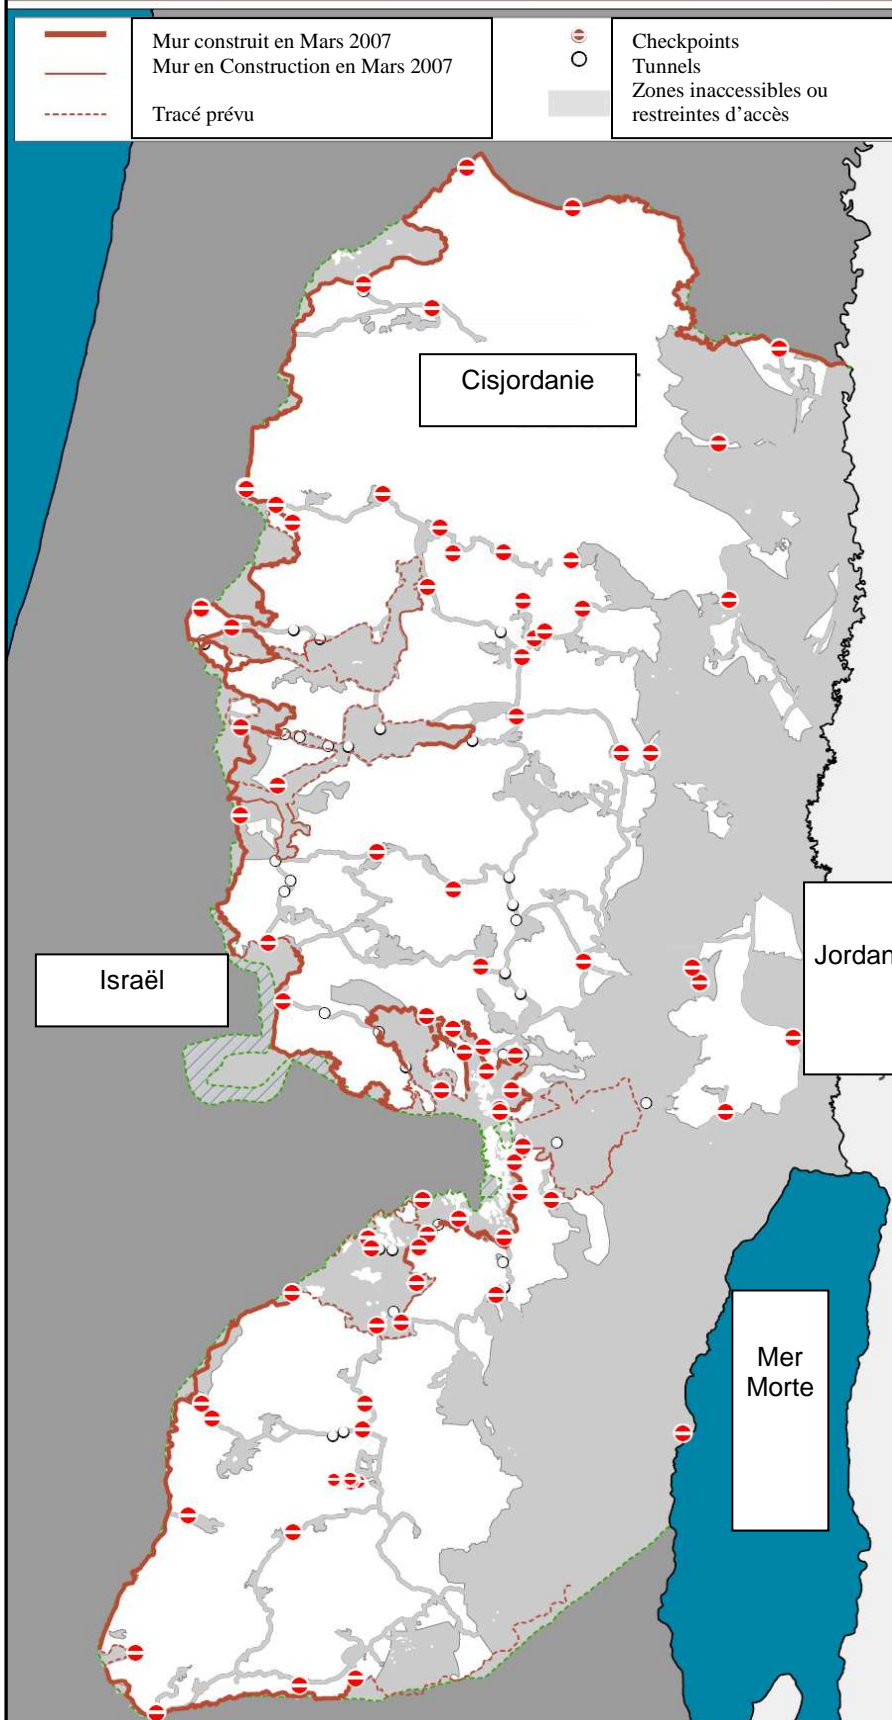 Mur construit en Mars 2007
Mur en Construction en Mars 2007
Tracé prévu
Checkpoints
Tunnels
Zones inaccessibles ou
restreintes d'accès
Cisjordanie
Israël
Jordan
Mer
Morte